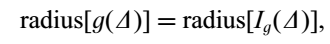 radius[g(Δ)] = radius[I_g(Δ)],